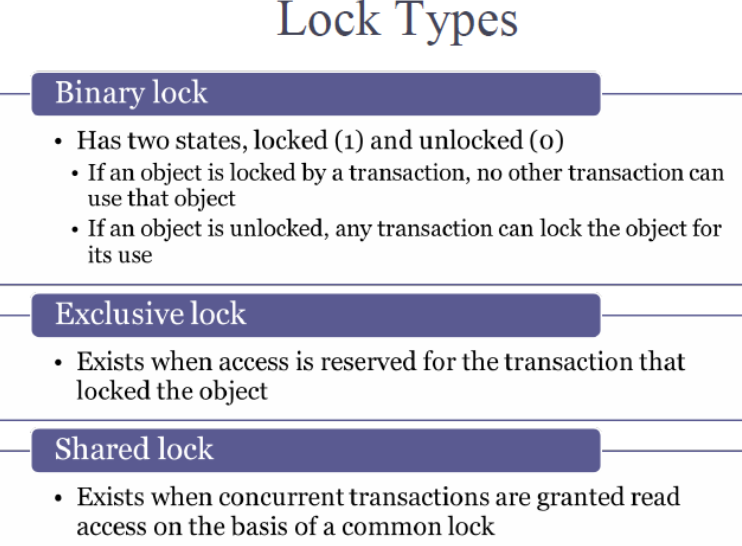 Lock Types
Binary lock
• Has two states, locked (1) and unlocked (0)
• If an object is locked by a transaction, no other transaction can
use that object
• If an object is unlocked, any transaction can lock the object for
its use
Exclusive lock
• Exists when access is reserved for the transaction that
locked the object
Shared lock
• Exists when concurrent transactions are granted read
access on the basis of a common lock